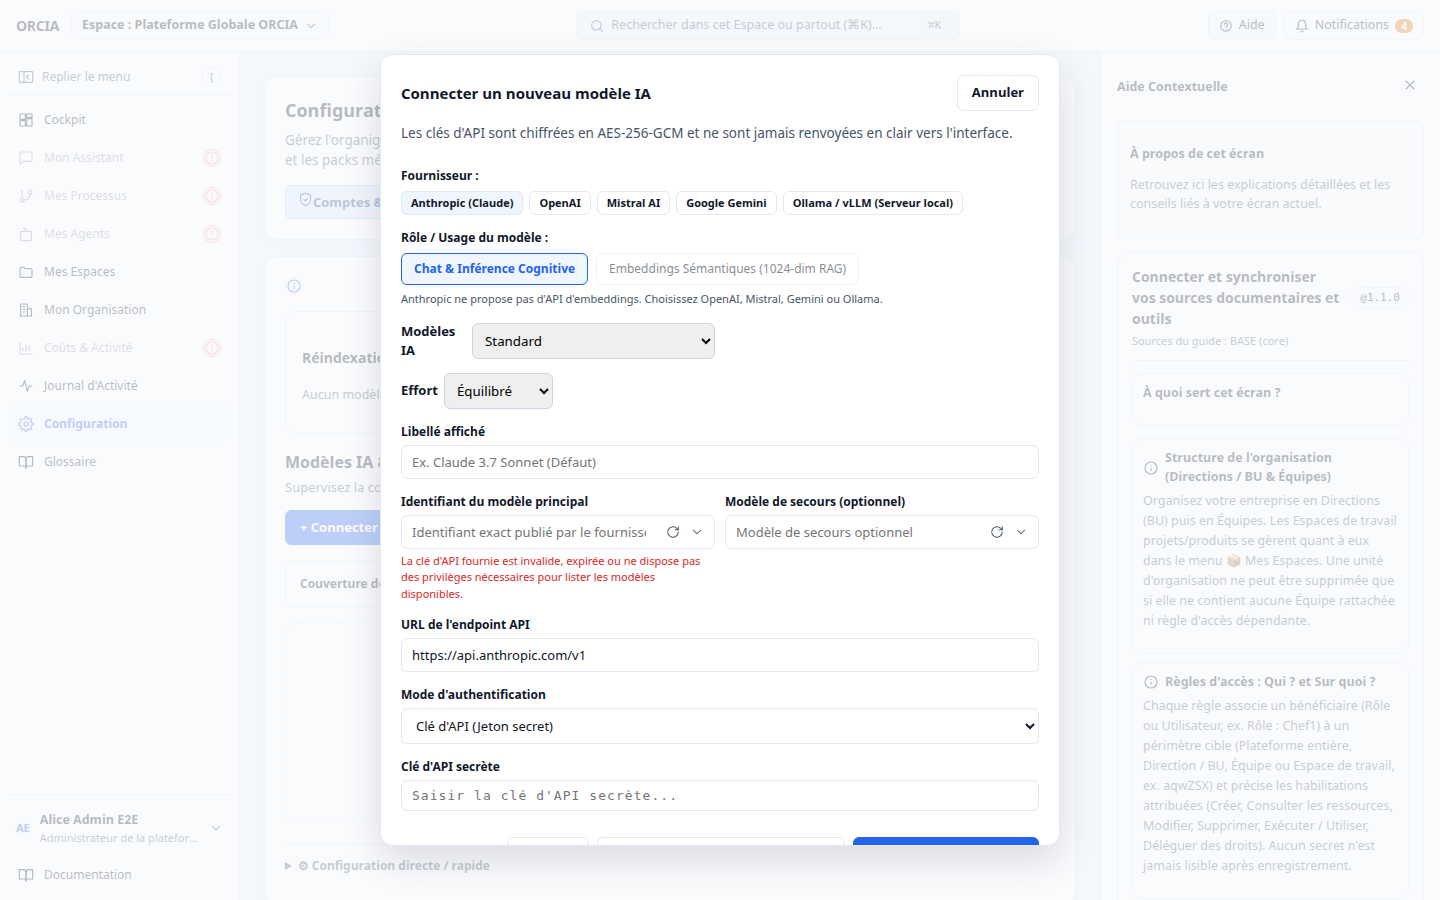 ORCIA
Espace : Plateforme Globale ORCIA
Rechercher dans cet Espace ou partout (⌘K)...
⌘K
Aide
Notifications
4
Replier le menu
[
Cockpit
Mon Assistant
Mes Processus
Mes Agents
Mes Espaces
Mon Organisation
Coûts & Activité
Journal d'Activité
Configuration
Glossaire
AE
Alice Admin E2E
Administrateur de la platefor...
Documentation
Configurat
Gérez l'organig
et les packs mé
Comptes &
Réindexatio
Aucun modèl
Modèles IA &
Supervisez la co
+ Connecter
Couverture de
⚙ Configuration directe / rapide
Connecter un nouveau modèle IA
Annuler
Les clés d'API sont chiffrées en AES-256-GCM et ne sont jamais renvoyées en clair vers l'interface.
Fournisseur :
Anthropic (Claude)
OpenAI
Mistral AI
Google Gemini
Ollama / vLLM (Serveur local)
Rôle / Usage du modèle :
Chat & Inférence Cognitive
Embeddings Sémantiques (1024-dim RAG)
Anthropic ne propose pas d'API d'embeddings. Choisissez OpenAI, Mistral, Gemini ou Ollama.
Modèles
IA
Standard
Effort
Équilibré
Libellé affiché
Ex. Claude 3.7 Sonnet (Défaut)
Identifiant du modèle principal
Modèle de secours (optionnel)
Identifiant exact publié par le fourniss
Modèle de secours optionnel
La clé d'API fournie est invalide, expirée ou ne dispose pas
des privilèges nécessaires pour lister les modèles
disponibles.
URL de l'endpoint API
https://api.anthropic.com/v1
Mode d'authentification
Clé d'API (Jeton secret)
Clé d'API secrète
Saisir la clé d'API secrète...
Aide Contextuelle
À propos de cet écran
Retrouvez ici les explications détaillées et les
conseils liés à votre écran actuel.
Connecter et synchroniser
vos sources documentaires et
outils
@1.1.0
Sources du guide : BASE (core)
À quoi sert cet écran ?
Structure de l'organisation
(Directions / BU & Équipes)
Organisez votre entreprise en Directions
(BU) puis en Équipes. Les Espaces de travail
projets/produits se gèrent quant à eux
dans le menu 📦 Mes Espaces. Une unité
d'organisation ne peut être supprimée que
si elle ne contient aucune Équipe rattachée
ni règle d'accès dépendante.
Règles d'accès : Qui ? et Sur quoi ?
Chaque règle associe un bénéficiaire (Rôle
ou Utilisateur, ex. Rôle : Chef1) à un
périmètre cible (Plateforme entière,
Direction / BU, Équipe ou Espace de travail,
ex. aqwZSX) et précise les habilitations
attribuées (Créer, Consulter les ressources,
Modifier, Supprimer, Exécuter / Utiliser,
Déléguer des droits). Aucun secret n'est
jamais lisible après enregistrement.